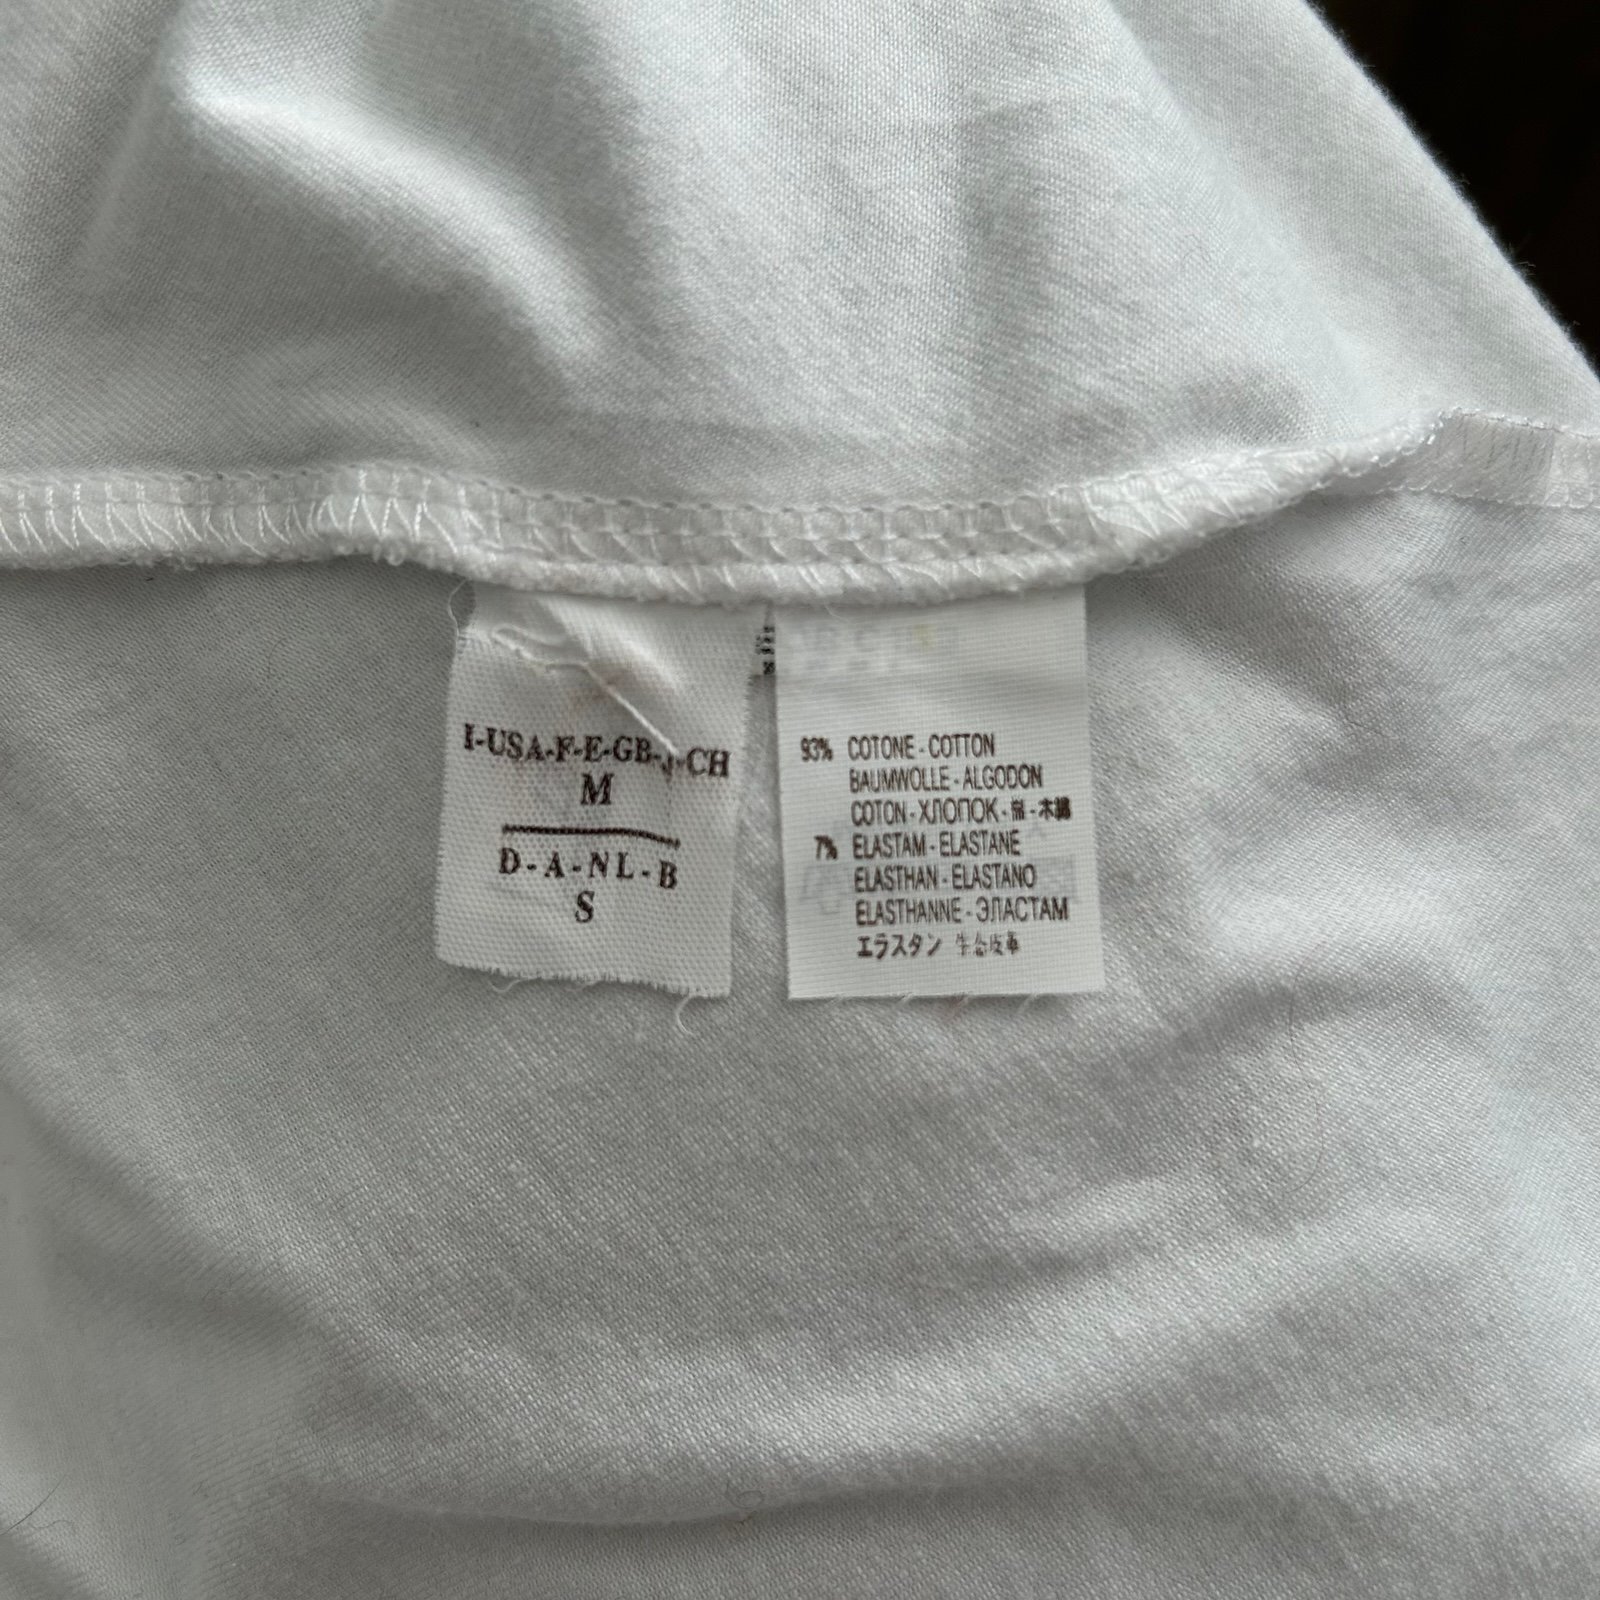 I-USA-F-E-GB-J-CH
M
D-A-NL-B
S
93% COTONE - COTTON
BAUMWOLLE - ALGODON
COTON - ХЛОПОК - 綿 - 木綿
7% ELASTAM - ELASTANE
ELASTHAN - ELASTANO
ELASTHANNE - ЭЛАСТАМ
エラスタン